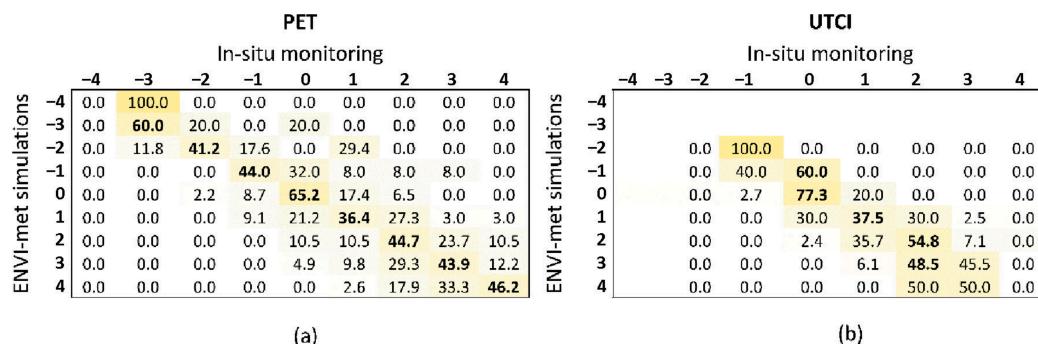 PET
In-situ monitoring
−4 −3 −2 −1 0 1 2 3 4
ENVI-met simulations
−4 0.0 100.0 0.0 0.0 0.0 0.0 0.0 0.0 0.0
−3 0.0 60.0 20.0 0.0 20.0 0.0 0.0 0.0 0.0
−2 0.0 11.8 41.2 17.6 0.0 29.4 0.0 0.0 0.0
−1 0.0 0.0 0.0 44.0 32.0 8.0 8.0 8.0 0.0
0 0.0 0.0 2.2 8.7 65.2 17.4 6.5 0.0 0.0
1 0.0 0.0 0.0 9.1 21.2 36.4 27.3 3.0 3.0
2 0.0 0.0 0.0 0.0 10.5 10.5 44.7 23.7 10.5
3 0.0 0.0 0.0 0.0 4.9 9.8 29.3 43.9 12.2
4 0.0 0.0 0.0 0.0 0.0 2.6 17.9 33.3 46.2
(a)
UTCI
In-situ monitoring
−4 −3 −2 −1 0 1 2 3 4
ENVI-met simulations
−4
−3
−2 0.0 100.0 0.0 0.0 0.0 0.0 0.0
−1 0.0 40.0 60.0 0.0 0.0 0.0 0.0
0 0.0 2.7 77.3 20.0 0.0 0.0 0.0
1 0.0 0.0 30.0 37.5 30.0 2.5 0.0
2 0.0 0.0 2.4 35.7 54.8 7.1 0.0
3 0.0 0.0 0.0 6.1 48.5 45.5 0.0
4 0.0 0.0 0.0 0.0 50.0 50.0 0.0
(b)